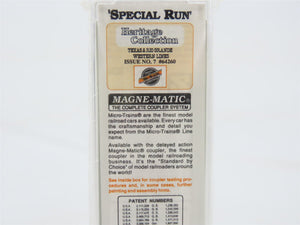 'SPECIAL RUN'
Heritage
Collection
TEXAS & RIO GRANDE
WESTERN LINES
ISSUE NO. 7 #64260
MAGNE-MATIC®
THE COMPLETE COUPLER SYSTEM
Micro-Trains® are the finest model
railroad cars available. Every car has
the craftsmanship and detail you
expect from the Micro-Trains® Line
name.
Available with the delayed action
Magne-Matic® coupler, the finest
coupler in the model railroading
business. It's the "Standard by
Choice" of model railroaders around
the world!
See inside box for coupler testing pro-
cedures and, in some cases, further
painting and assembly hints.
PATENT NUMBERS